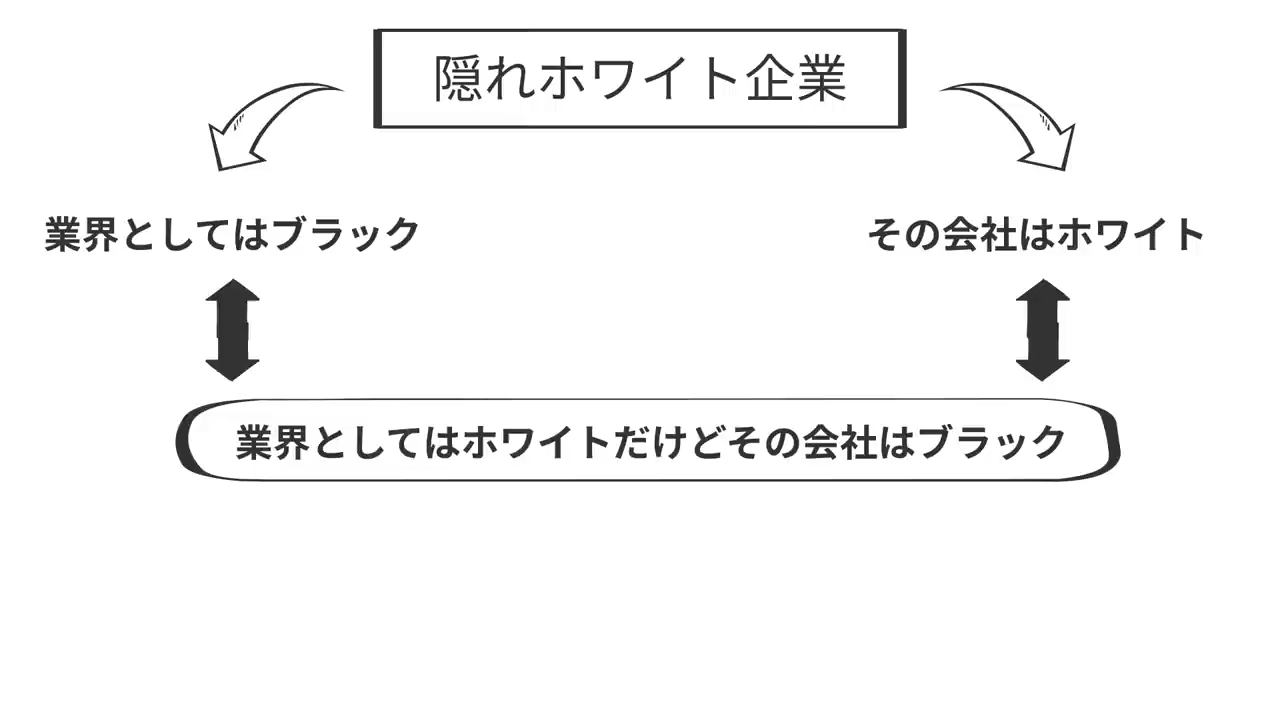 隠れホワイト企業
業界としてはブラック
その会社はホワイト
業界としてはホワイトだけどその会社はブラック